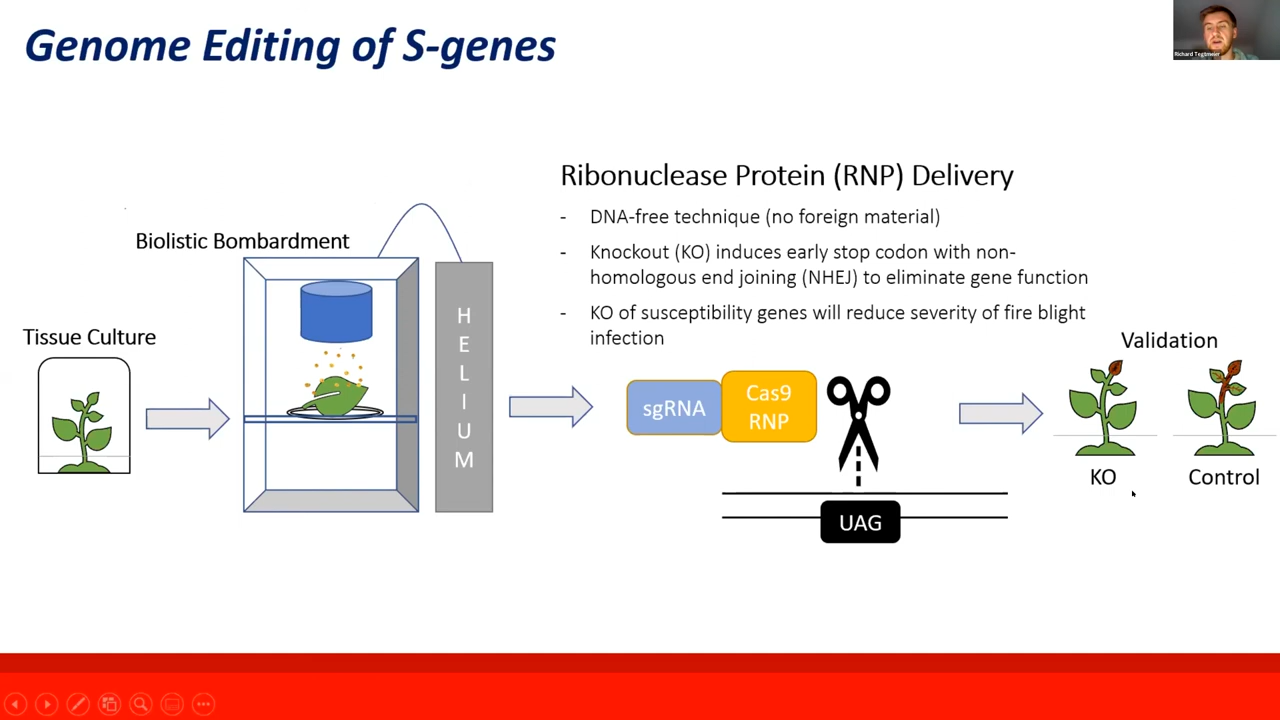 Genome Editing of S-genes
Richard Tegtmeier
Ribonuclease Protein (RNP) Delivery
- DNA-free technique (no foreign material)
- Knockout (KO) induces early stop codon with non-
homologous end joining (NHEJ) to eliminate gene function
- KO of susceptibility genes will reduce severity of fire blight
infection
Biolistic Bombardment
Tissue Culture
H
E
L
I
U
M
sgRNA
Cas9
RNP
UAG
Validation
KO
Control